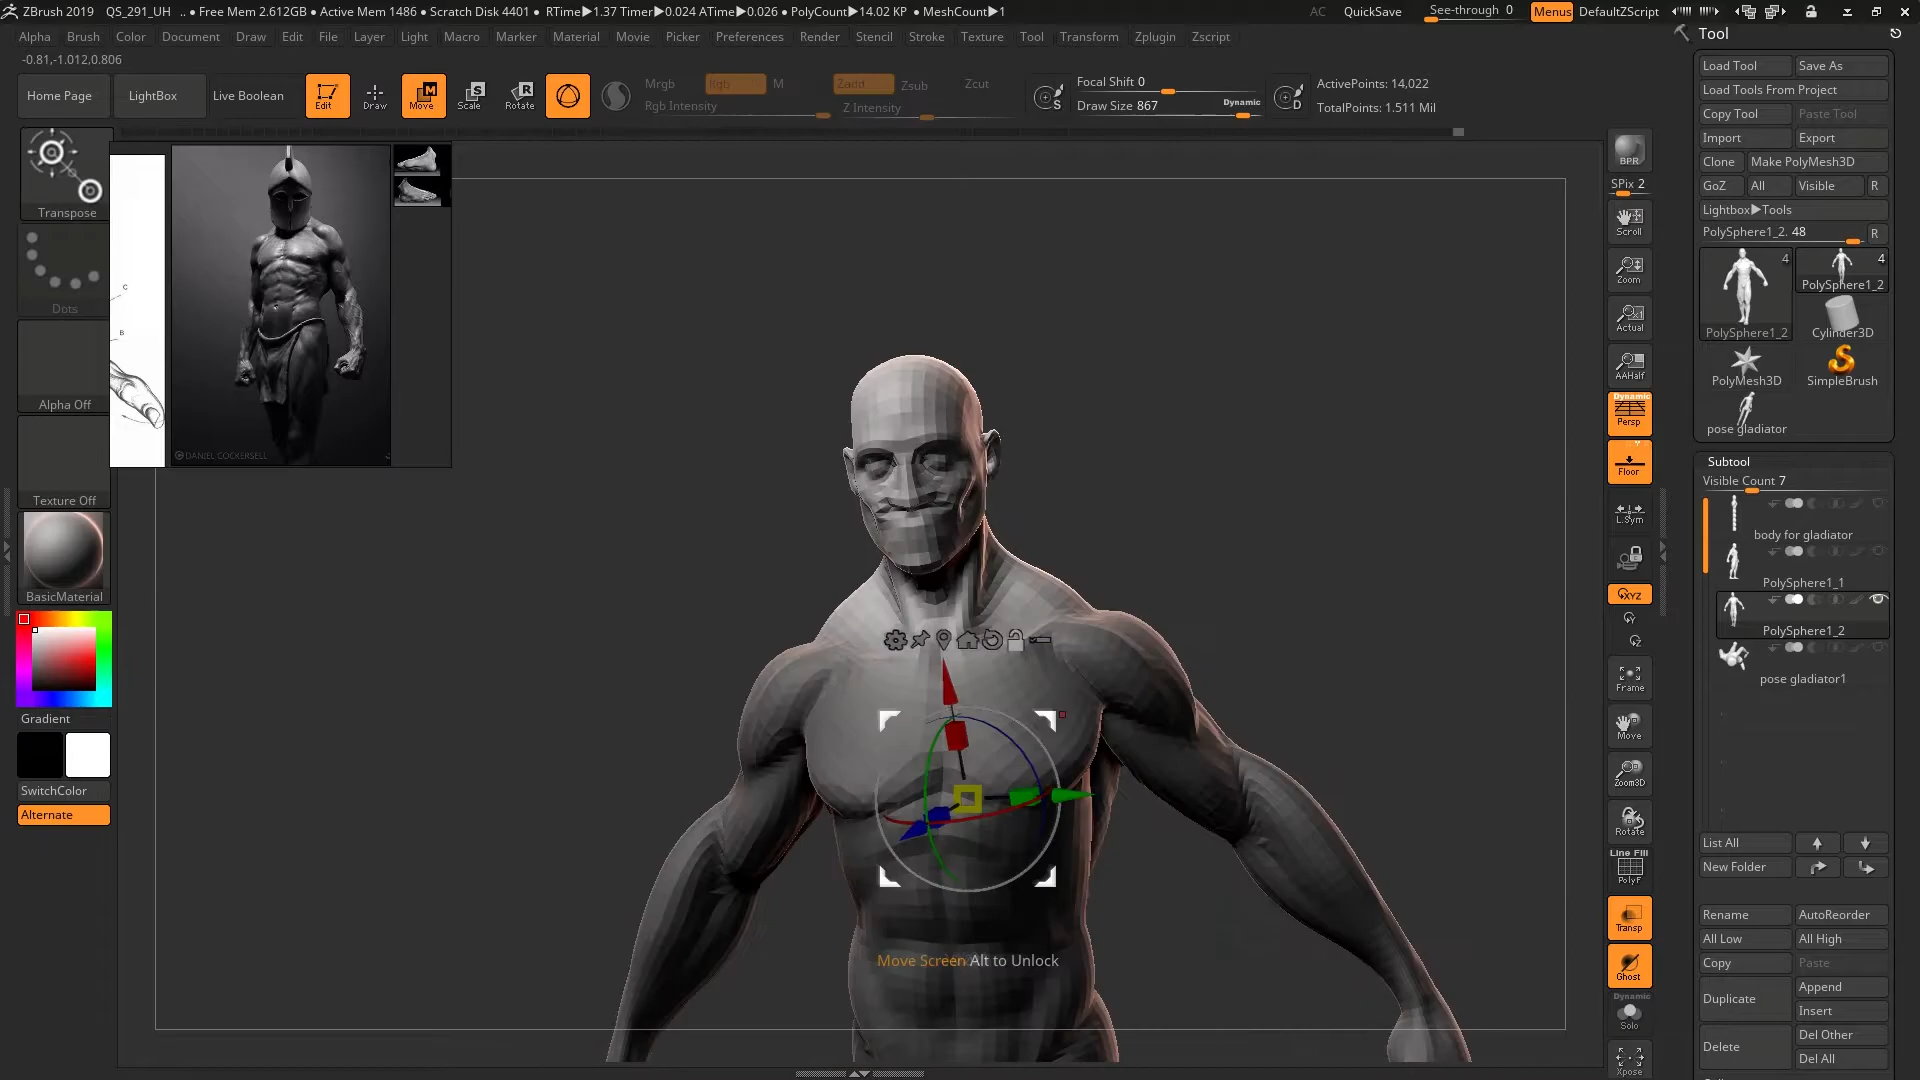 ZBrush 2019 QS_291_UH .. ● Free Mem 2.612GB ● Active Mem 1486 ● Scratch Disk 4401 ● RTime▶1.37 Timer▶0.024 ATime▶0.026 ● PolyCount▶14.02 KP ● MeshCount▶1 AC QuickSave See-through 0 Menus DefaultZScript
Alpha Brush Color Document Draw Edit File Layer Light Macro Marker Material Movie Picker Preferences Render Stencil Stroke Texture Tool Transform Zplugin Zscript
-0.81,-1.012,0.806
Home Page LightBox Live Boolean Edit Draw Move Scale Rotate
Mrgb Rgb M Zadd Zsub Zcut
Rgb Intensity Z Intensity
Focal Shift 0
Draw Size 867 Dynamic
S D
ActivePoints: 14,022
TotalPoints: 1.511 Mil
Transpose
Dots
Alpha Off
Texture Off
BasicMaterial
Gradient
SwitchColor
Alternate
C
B
DANIEL COCKERSELL
Move Screen Alt to Unlock
BPR
SPix 2
Scroll
Zoom
Actual
AAHalf
Dynamic
Persp
Floor
L.Sym
XYZ
Y
Z
Frame
Move
Zoom3D
Rotate
Line Fill
PolyF
Transp
Ghost
Dynamic
Solo
Xpose
Tool
Load Tool Save As
Load Tools From Project
Copy Tool Paste Tool
Import Export
Clone Make PolyMesh3D
GoZ All Visible R
Lightbox▶Tools
PolySphere1_2. 48 R
4 4
PolySphere1_2
PolySphere1_2 Cylinder3D
PolyMesh3D SimpleBrush
pose gladiator
Subtool
Visible Count 7
body for gladiator
PolySphere1_1
PolySphere1_2
pose gladiator1
List All
New Folder
Rename AutoReorder
All Low All High
Copy Paste
Duplicate Append
Insert
Delete Del Other
Del All